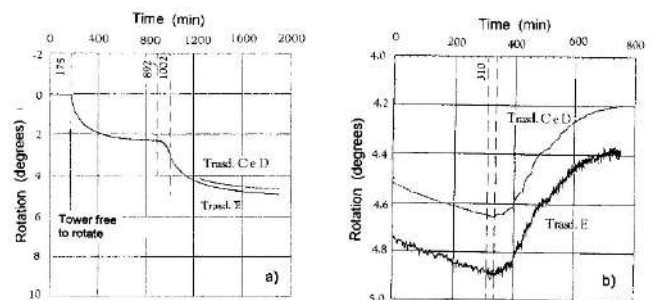 Time (min)
0 400 800 1200 1600 2000
-2
0
2
4
6
8
10
Rotation (degrees)
175
892
1002
Trasd. C e D
Trasd. E
Tower free
to rotate
a)
Time (min)
0 200 400 600 800
4.0
4.2
4.4
4.6
4.8
5.0
Rotation (degrees)
310
Trasd. C e D
Trasd. E
b)